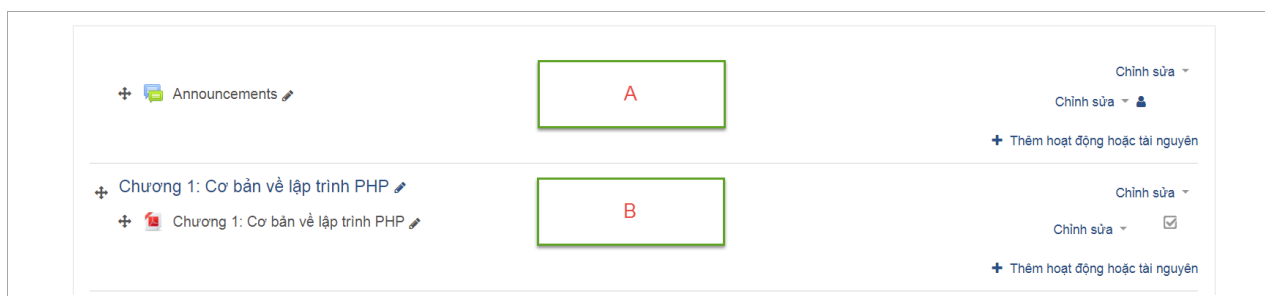 Chỉnh sửa
Announcements
A
Chỉnh sửa
Thêm hoạt động hoặc tài nguyên
Chương 1: Cơ bản về lập trình PHP
Chỉnh sửa
Chương 1: Cơ bản về lập trình PHP
B
Chỉnh sửa
Thêm hoạt động hoặc tài nguyên